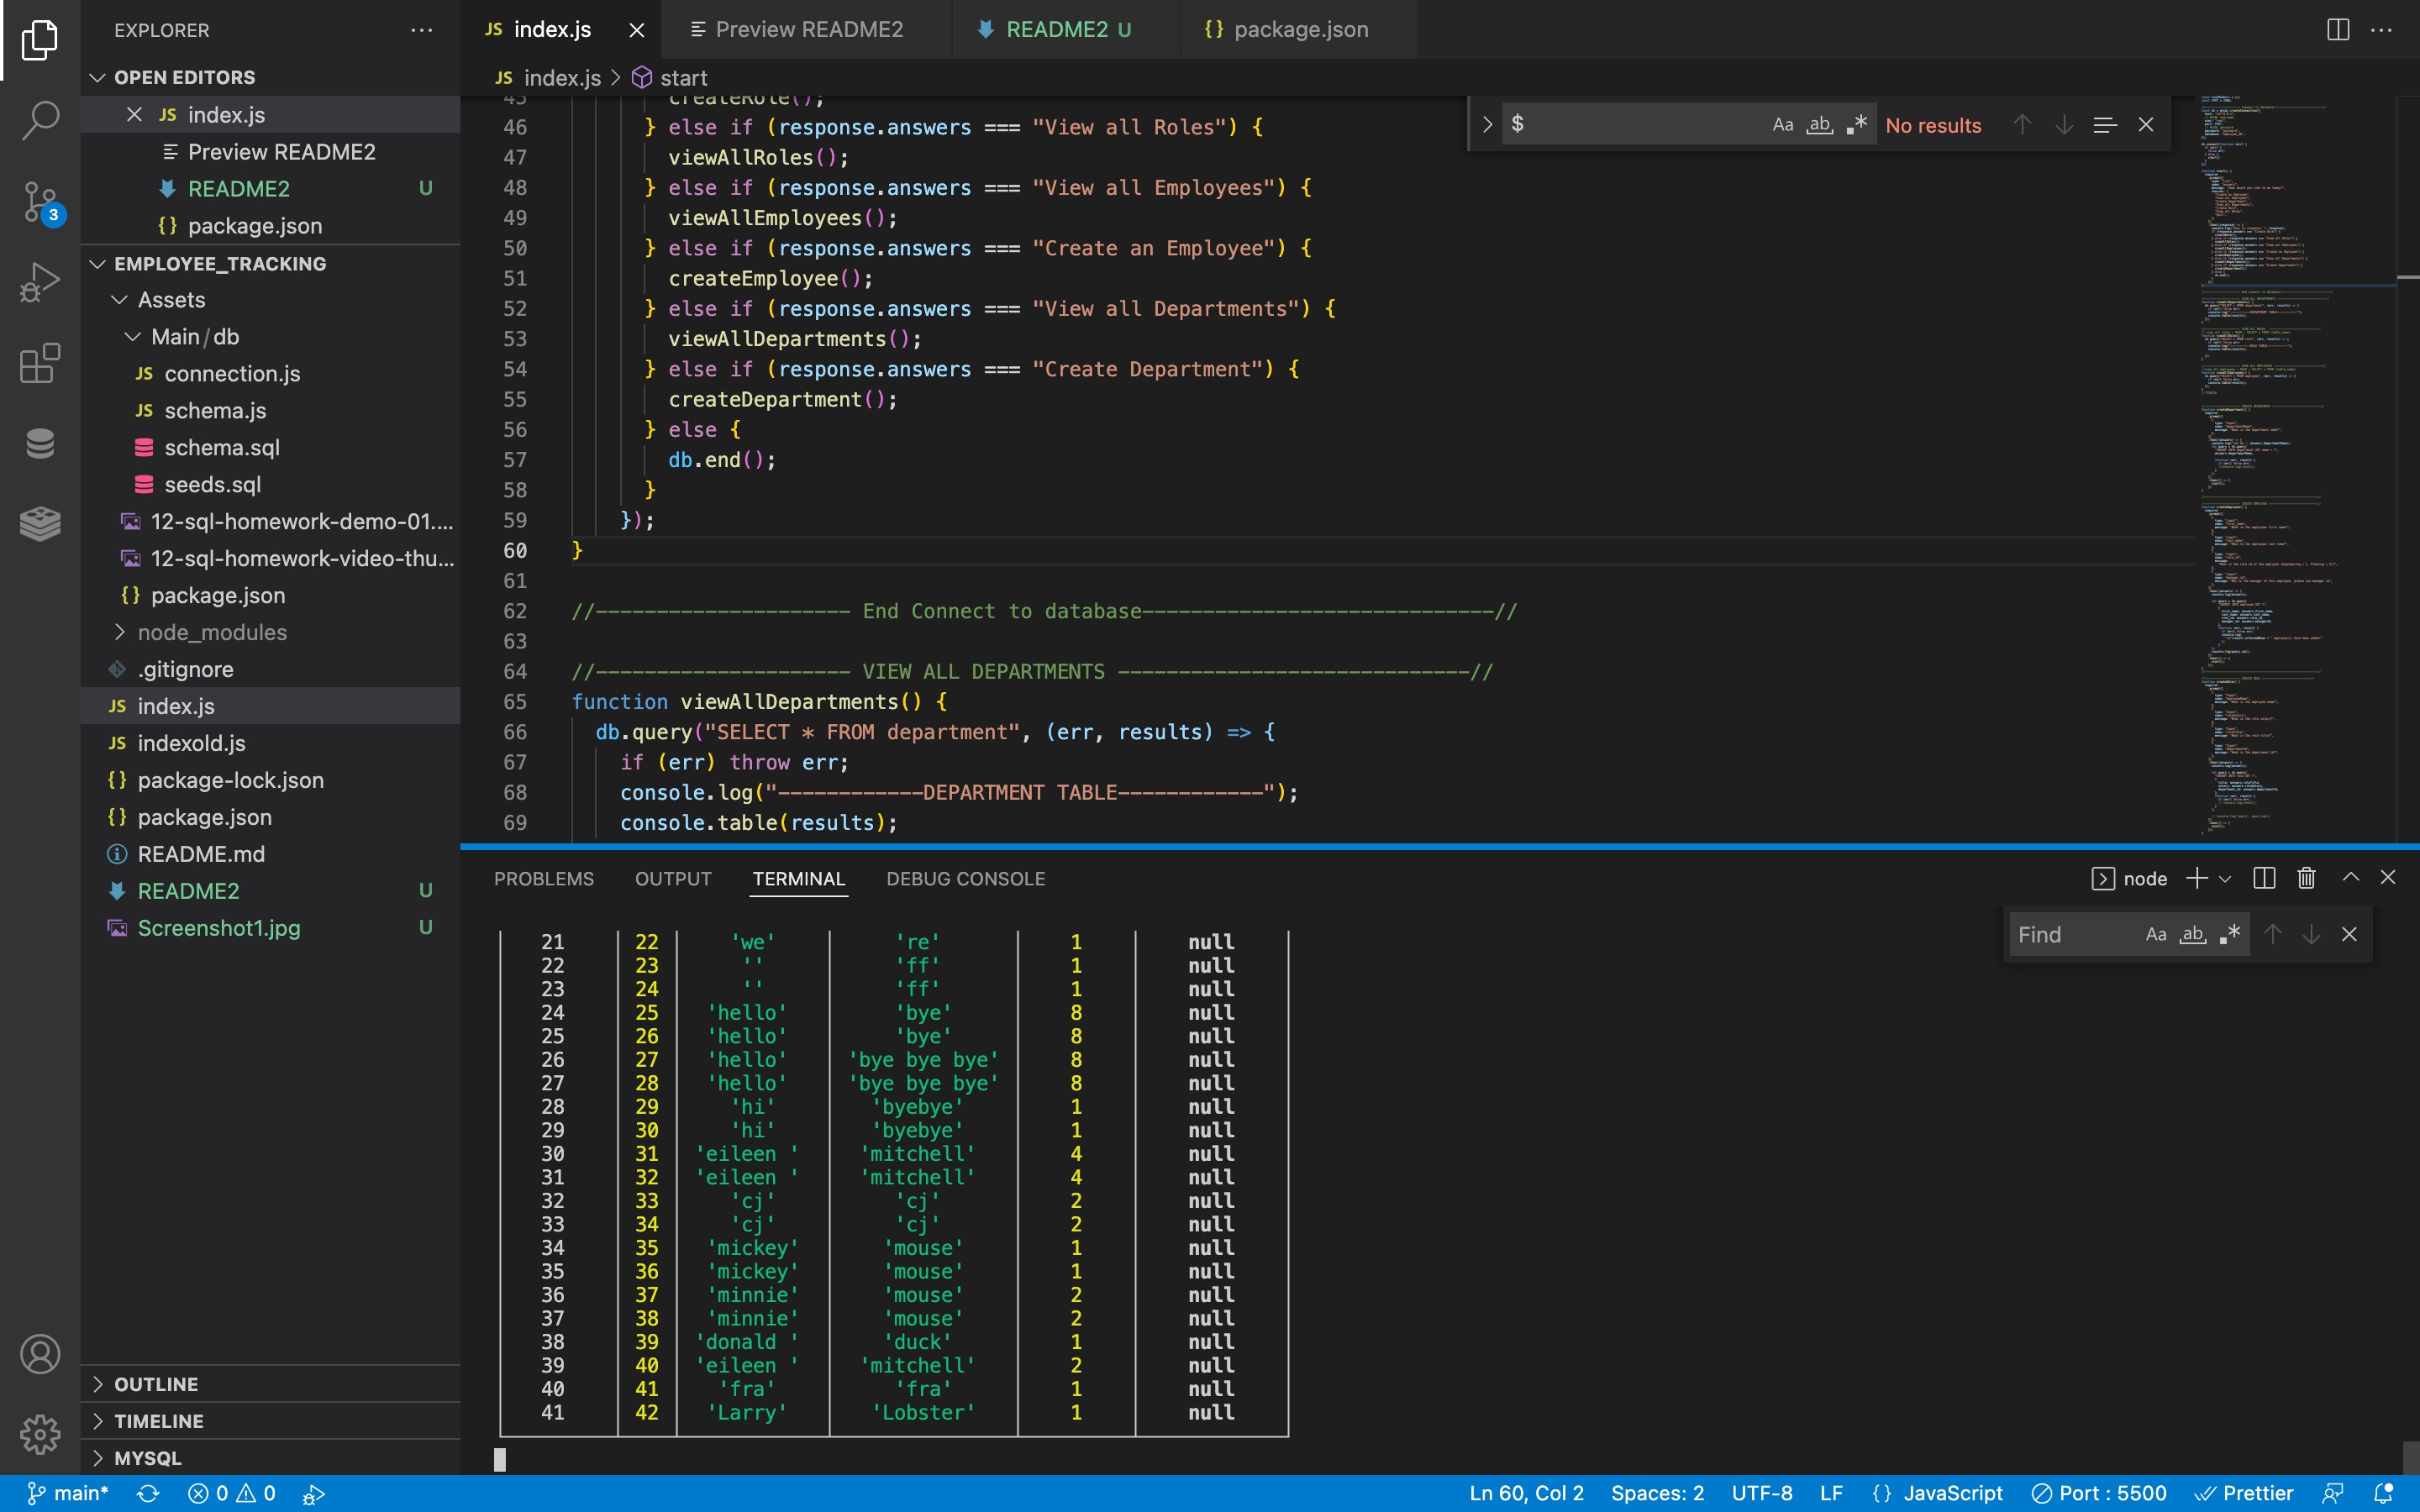 EXPLORER
OPEN EDITORS
JS index.js
Preview README2
README2 U
{} package.json
EMPLOYEE_TRACKING
Assets
Main/db
JS connection.js
JS schema.js
schema.sql
seeds.sql
12-sql-homework-demo-01....
12-sql-homework-video-thu...
{} package.json
node_modules
.gitignore
JS index.js
JS indexold.js
{} package-lock.json
{} package.json
README.md
README2 U
Screenshot1.jpg U
OUTLINE
TIMELINE
MYSQL
3
JS index.js
Preview README2
README2 U
{} package.json
JS index.js > start
$ Aa ab .* No results
45 createRole();
46 } else if (response.answers === "View all Roles") {
47 viewAllRoles();
48 } else if (response.answers === "View all Employees") {
49 viewAllEmployees();
50 } else if (response.answers === "Create an Employee") {
51 createEmployee();
52 } else if (response.answers === "View all Departments") {
53 viewAllDepartments();
54 } else if (response.answers === "Create Department") {
55 createDepartment();
56 } else {
57 db.end();
58 }
59 });
60 }
61
62 //--------------------- End Connect to database-----------------------------//
63
64 //--------------------- VIEW ALL DEPARTMENTS -----------------------------//
65 function viewAllDepartments() {
66 db.query("SELECT * FROM department", (err, results) => {
67 if (err) throw err;
68 console.log("------------DEPARTMENT TABLE------------");
69 console.table(results);
PROBLEMS OUTPUT TERMINAL DEBUG CONSOLE
node
Find Aa ab .*
21 22 'we' 're' 1 null
22 23 '' 'ff' 1 null
23 24 '' 'ff' 1 null
24 25 'hello' 'bye' 8 null
25 26 'hello' 'bye' 8 null
26 27 'hello' 'bye bye bye' 8 null
27 28 'hello' 'bye bye bye' 8 null
28 29 'hi' 'byebye' 1 null
29 30 'hi' 'byebye' 1 null
30 31 'eileen ' 'mitchell' 4 null
31 32 'eileen ' 'mitchell' 4 null
32 33 'cj' 'cj' 2 null
33 34 'cj' 'cj' 2 null
34 35 'mickey' 'mouse' 1 null
35 36 'mickey' 'mouse' 1 null
36 37 'minnie' 'mouse' 2 null
37 38 'minnie' 'mouse' 2 null
38 39 'donald ' 'duck' 1 null
39 40 'eileen ' 'mitchell' 2 null
40 41 'fra' 'fra' 1 null
41 42 'Larry' 'Lobster' 1 null
main* 0 0 Ln 60, Col 2 Spaces: 2 UTF-8 LF {} JavaScript Port : 5500 Prettier